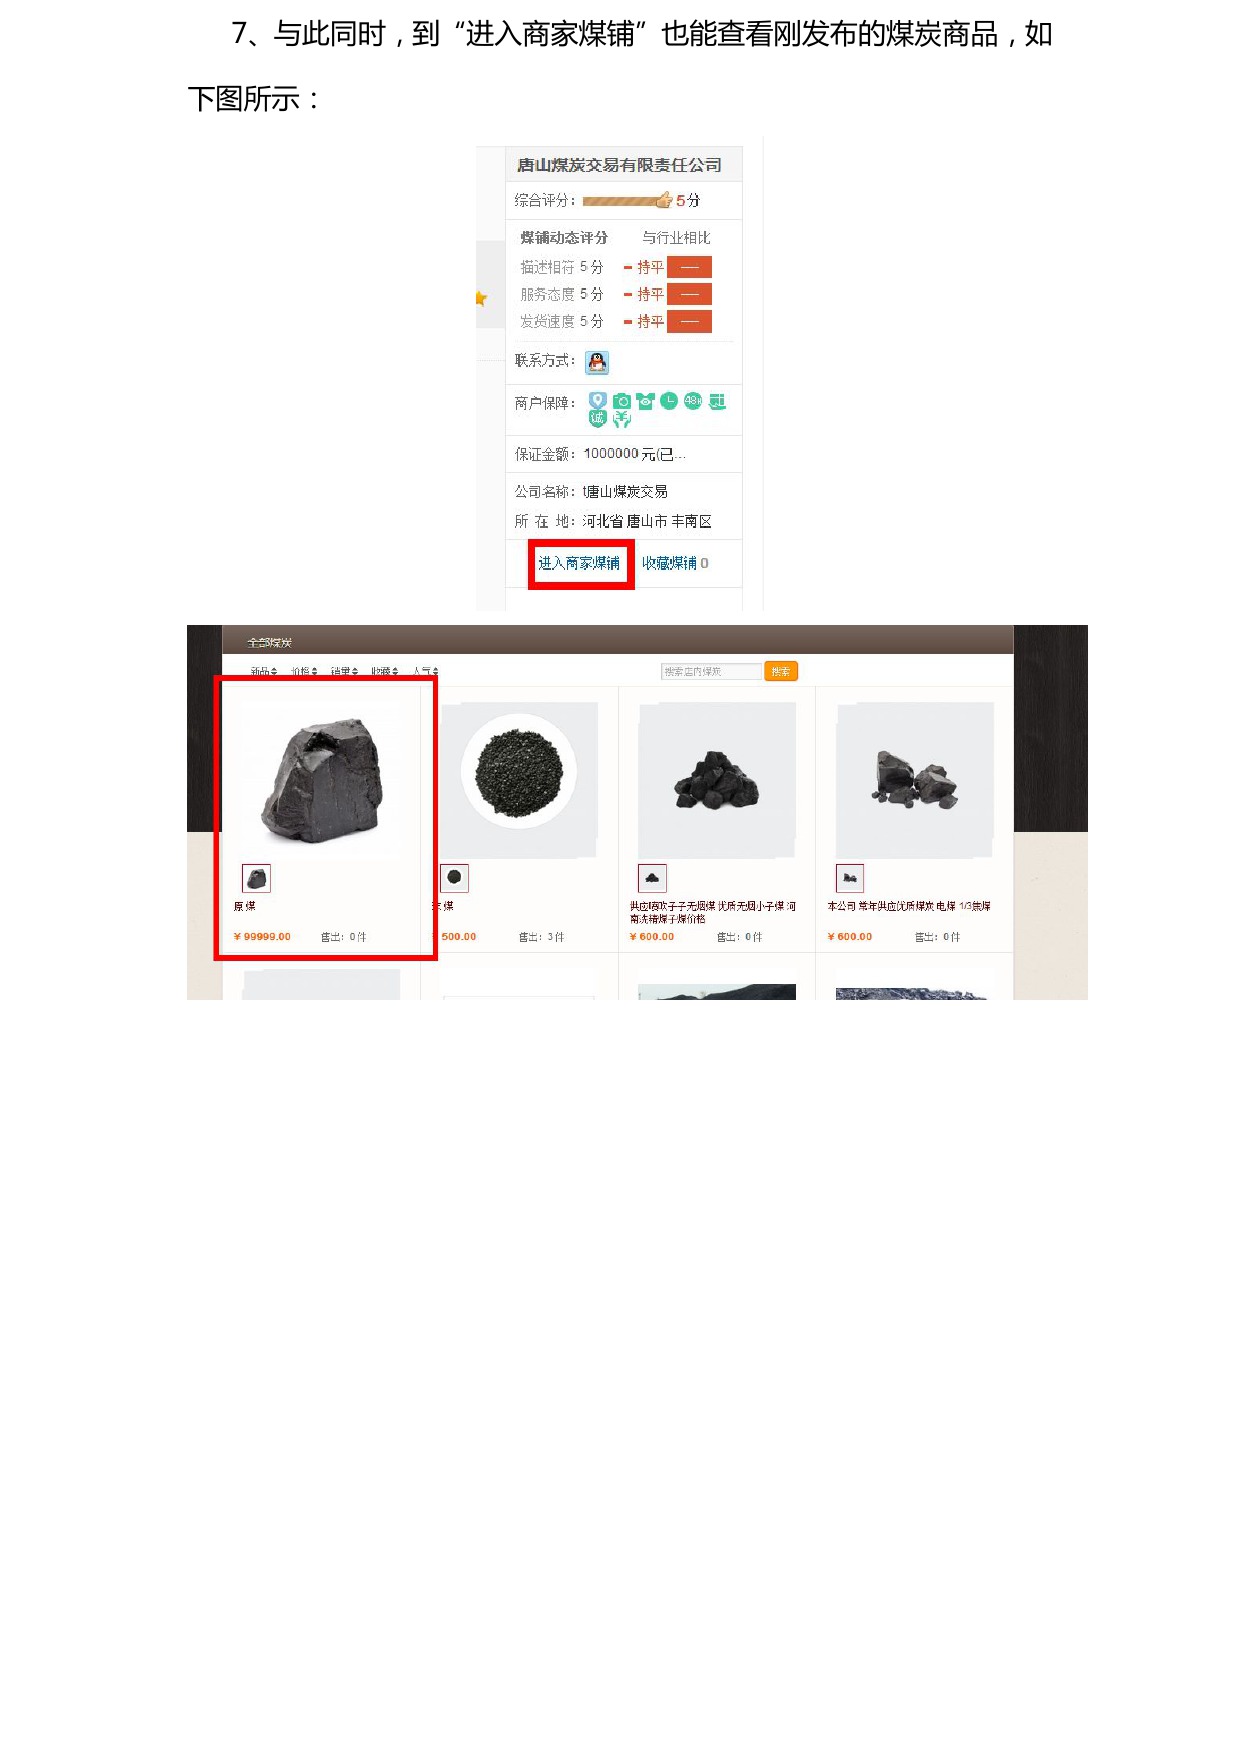 7、与此同时，到“进入商家煤铺”也能查看刚发布的煤炭商品，如
下图所示：
唐山煤炭交易有限责任公司
综合评分： 5分
煤铺动态评分 与行业相比
描述相符 5分 持平
服务态度 5分 持平
发货速度 5分 持平
联系方式：
商户保障：
诚
保证金额： 1000000 元(已...
公司名称： t唐山煤炭交易
所 在 地： 河北省 唐山市 丰南区
进入商家煤铺 收藏煤铺 0
全部煤炭
新品 价格 销量 收藏 人气
搜索店内煤炭 搜索
原煤
煤
供应喷吹子子无烟煤 优质无烟小子煤 河
南洗精煤子煤价格
本公司 常年供应优质煤炭 电煤 1/3焦煤
¥ 99999.00 售出：0件
500.00 售出：3件
¥ 600.00 售出：0件
¥ 600.00 售出：0件